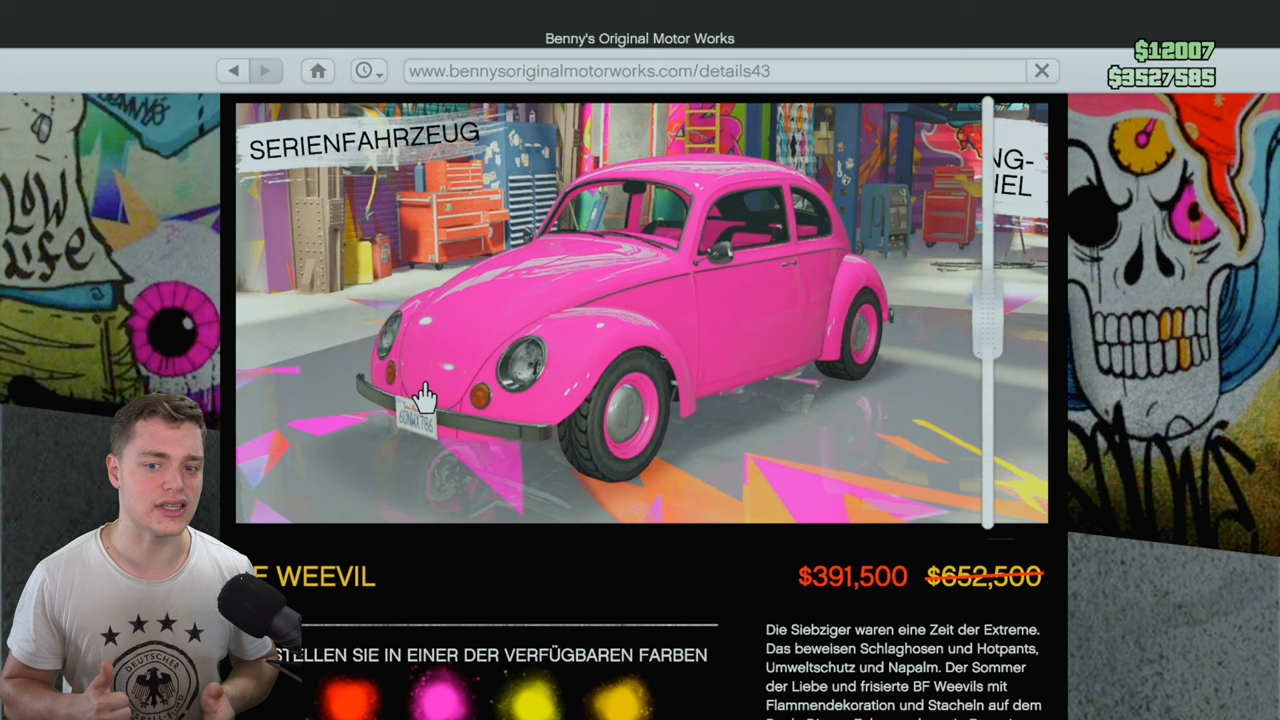 Benny's Original Motor Works
$12007
www.bennysoriginalmotorworks.com/details43
$3527585
SERIENFAHRZEUG
NG-
IEL
LOW
Life
60NWX786
F WEEVIL
$391,500 $652,500
STELLEN SIE IN EINER DER VERFÜGBAREN FARBEN
Die Siebziger waren eine Zeit der Extreme.
Das beweisen Schlaghosen und Hotpants,
Umweltschutz und Napalm. Der Sommer
der Liebe und frisierte BF Weevils mit
Flammendekoration und Stacheln auf dem
DEUTSCHER